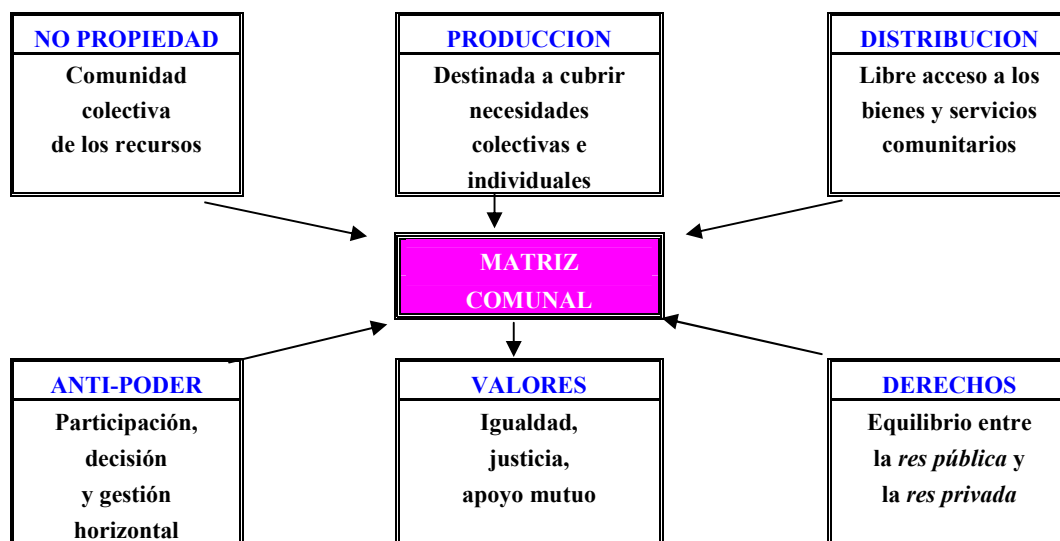 NO PROPIEDAD
Comunidad
colectiva
de los recursos
PRODUCCION
Destinada a cubrir
necesidades
colectivas e
individuales
DISTRIBUCION
Libre acceso a los
bienes y servicios
comunitarios
MATRIZ
COMUNAL
ANTI-PODER
Participación,
decisión
y gestión
horizontal
VALORES
Igualdad,
justicia,
apoyo mutuo
DERECHOS
Equilibrio entre
la res pública y
la res privada